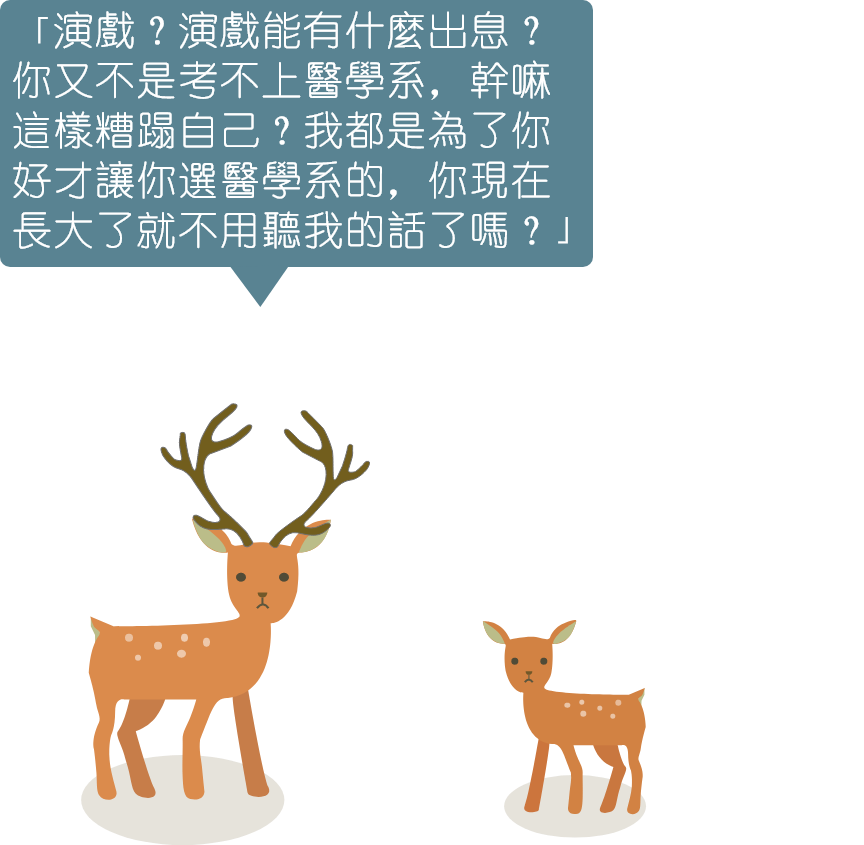 「演戲？演戲能有什麼出息？
你又不是考不上醫學系，幹嘛
這樣糟蹋自己？我都是為了你
好才讓你選醫學系的，你現在
長大了就不用聽我的話了嗎？」